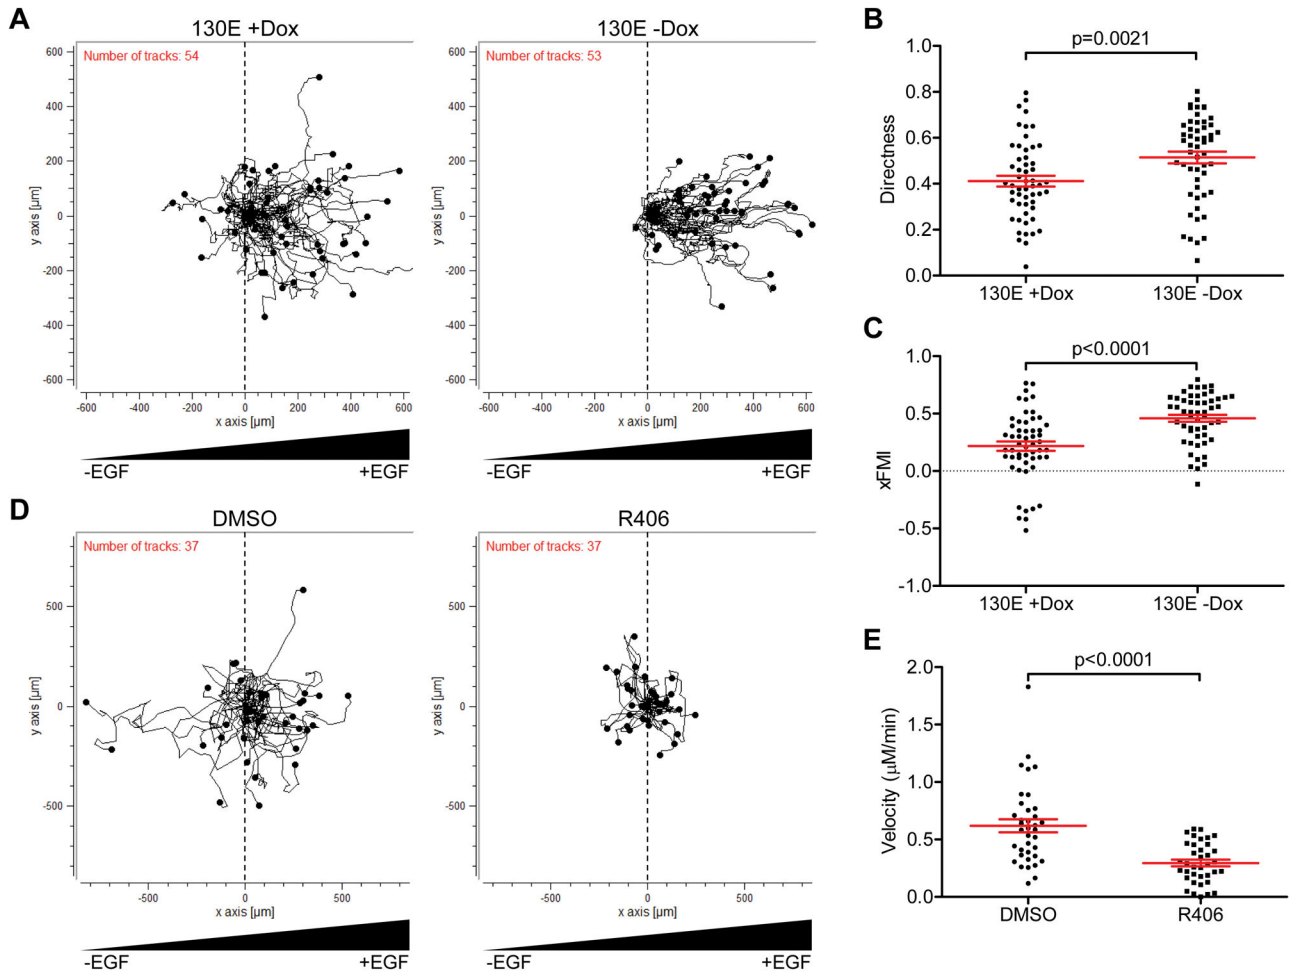 A
130E +Dox
Number of tracks: 54
y axis [µm]
600
400
200
0
-200
-400
-600
-600 -400 -200 0 200 400 600
x axis [µm]
-EGF +EGF
130E -Dox
Number of tracks: 53
y axis [µm]
600
400
200
0
-200
-400
-600
-600 -400 -200 0 200 400 600
x axis [µm]
-EGF +EGF
B
p=0.0021
Directness
1.0
0.8
0.6
0.4
0.2
0.0
130E +Dox 130E -Dox
C
p<0.0001
xFMI
1.0
0.5
0.0
-0.5
-1.0
130E +Dox 130E -Dox
D
DMSO
Number of tracks: 37
y axis [µm]
500
0
-500
-500 0 500
x axis [µm]
-EGF +EGF
R406
Number of tracks: 37
y axis [µm]
500
0
-500
-500 0 500
x axis [µm]
-EGF +EGF
E
p<0.0001
Velocity (µM/min)
2.0
1.5
1.0
0.5
0.0
DMSO R406